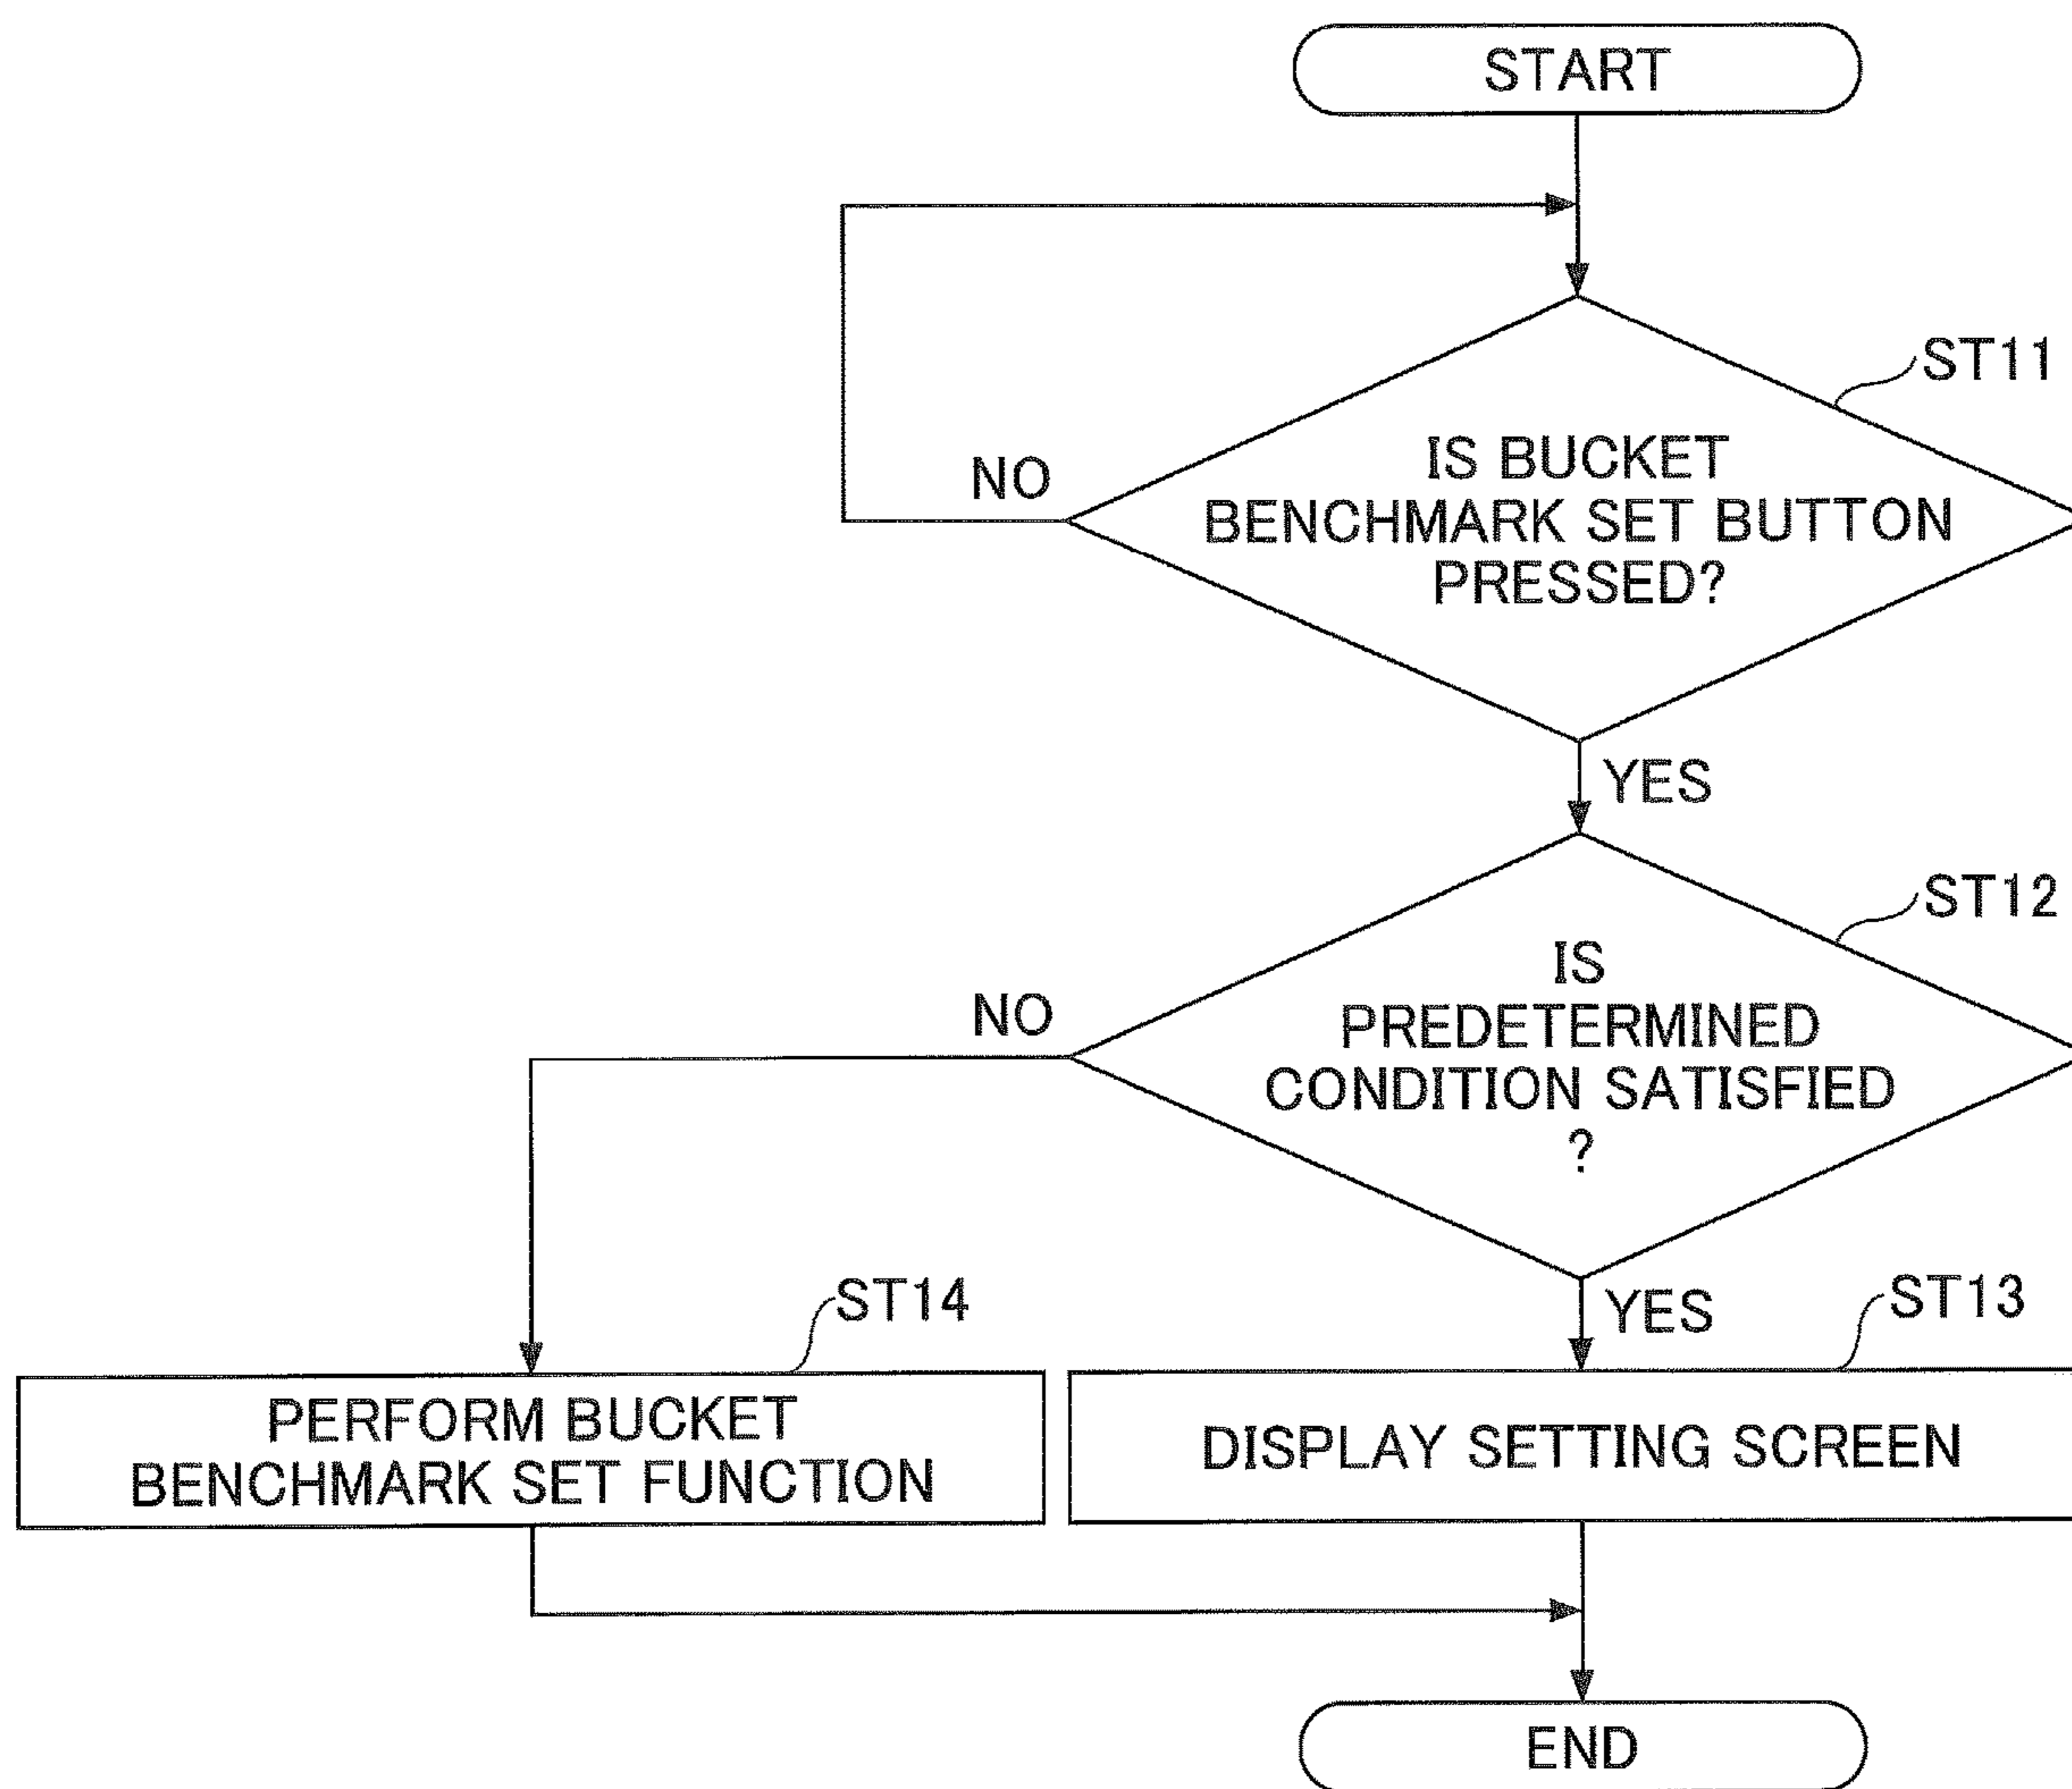 START
ST11
IS BUCKET
BENCHMARK SET BUTTON
PRESSED?
NO
YES
ST12
IS
PREDETERMINED
CONDITION SATISFIED
?
NO
YES
ST14
ST13
PERFORM BUCKET
BENCHMARK SET FUNCTION
DISPLAY SETTING SCREEN
END